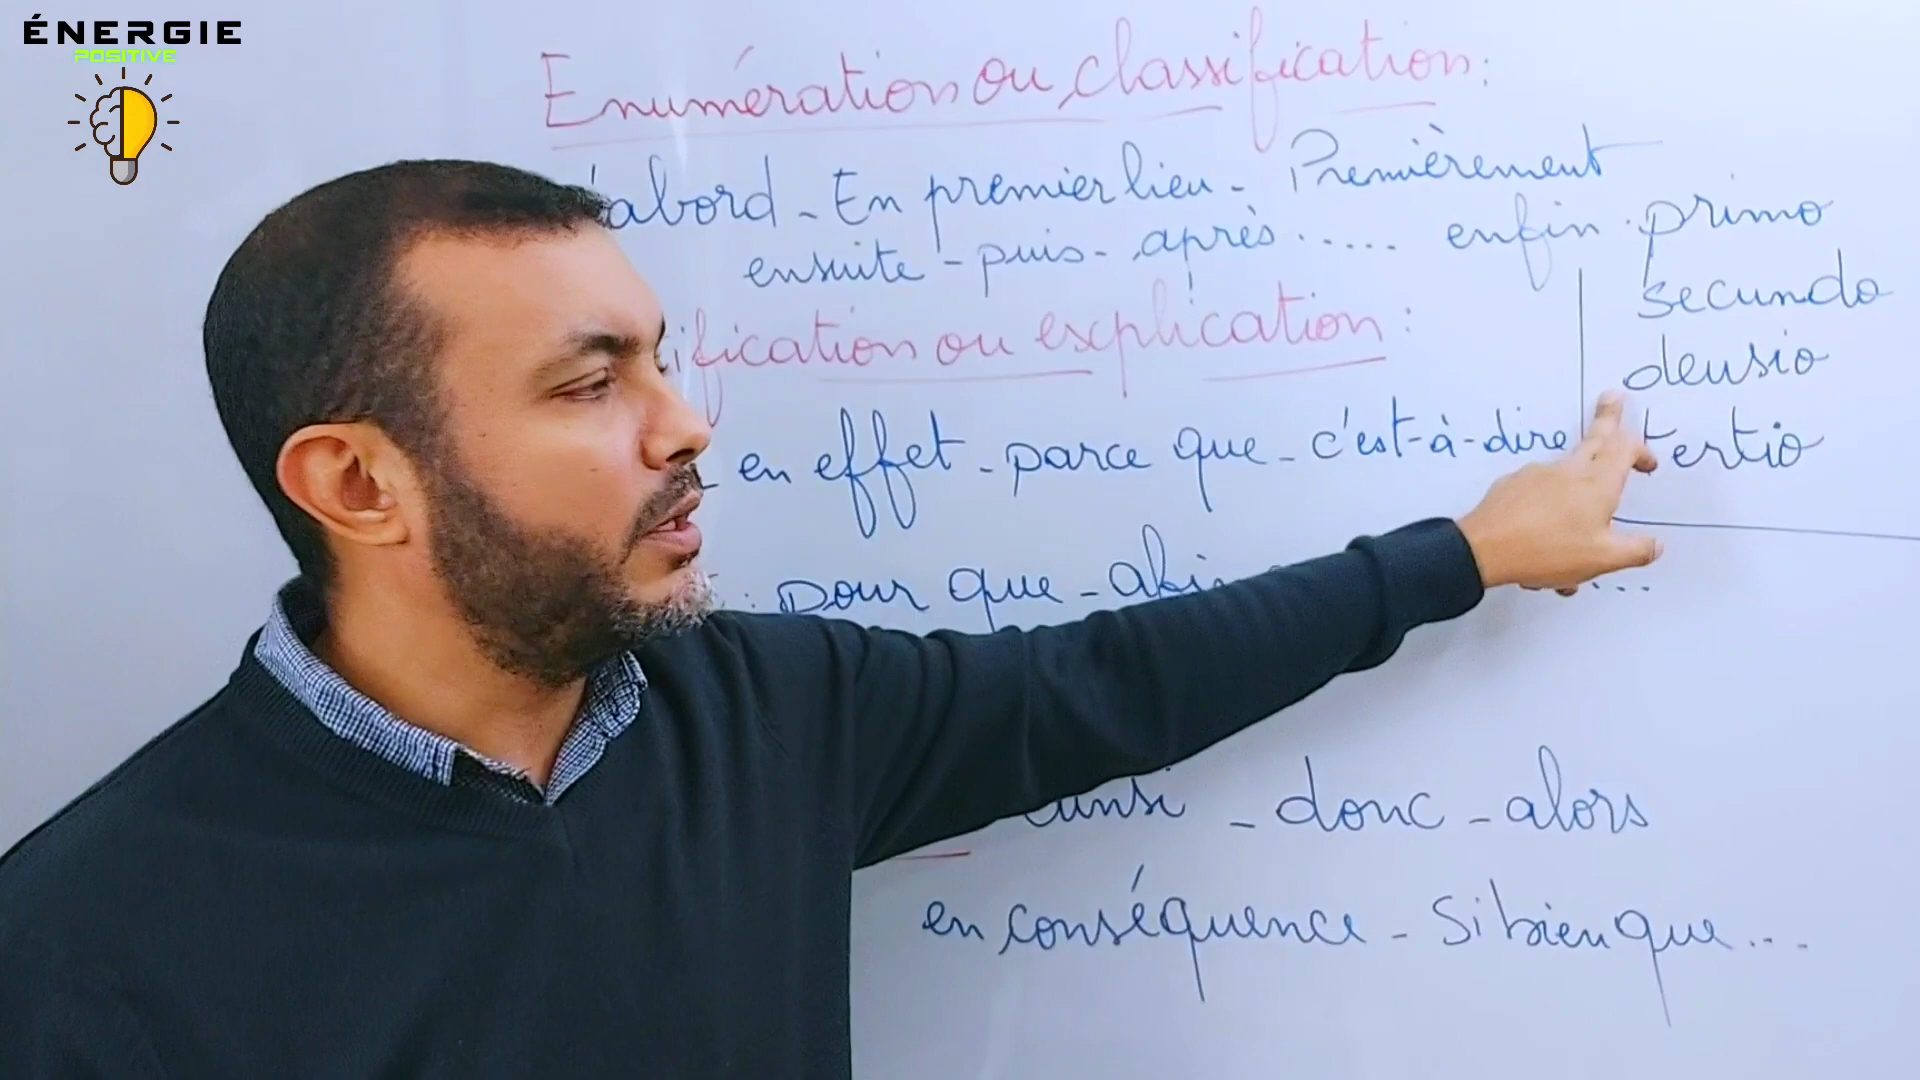 ÉNERGIE
POSITIVE
Enumération ou classification:
'abord - En premier lieu - Premièrement
ensuite - puis - après ..... enfin. primo
secundo
deusio
tertio
ification ou explication:
en effet - parce que - c'est-à-dire
: pour que - afi ...
ainsi - donc - alors
en conséquence - Si bien que...